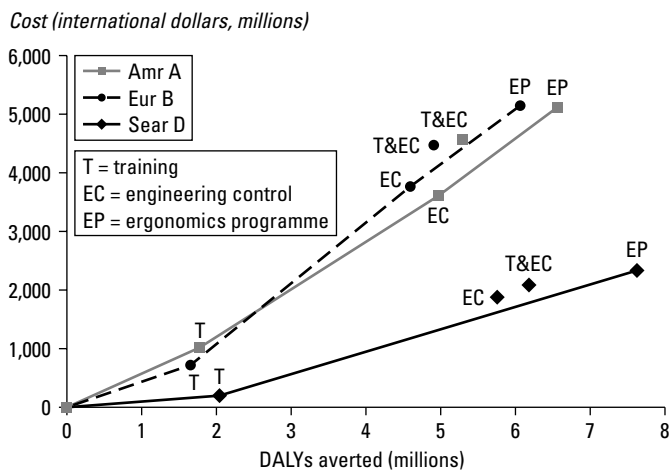 Cost (international dollars, millions)
6,000
5,000
4,000
3,000
2,000
1,000
0
Amr A
Eur B
Sear D
T = training
EC = engineering control
EP = ergonomics programme
EP EP
T&EC
T&EC
EC
EC
T
T T
EP
T&EC
EC
0 1 2 3 4 5 6 7 8
DALYs averted (millions)